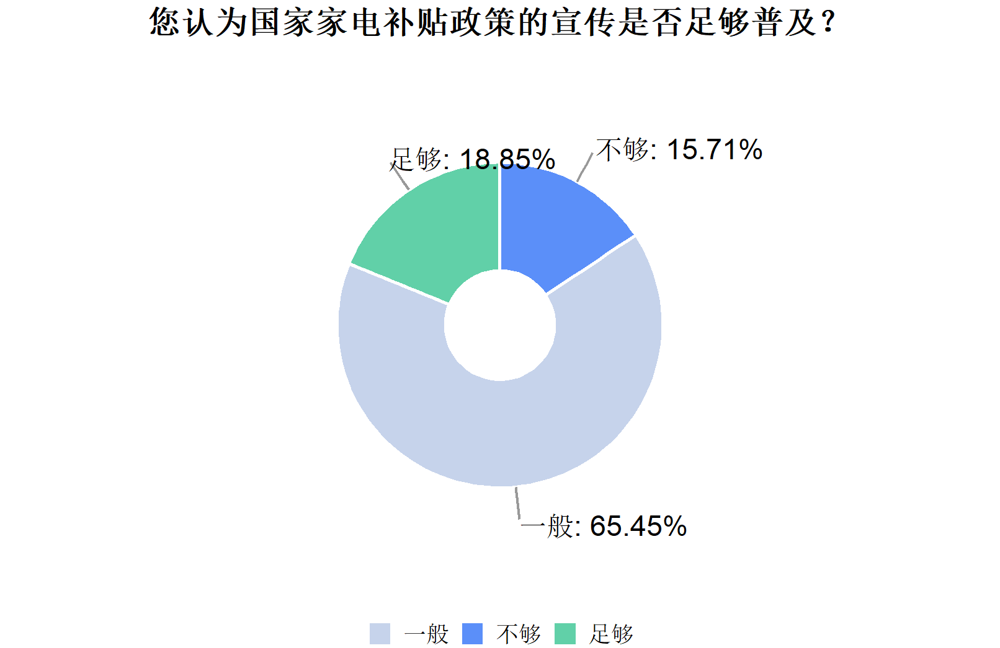 您认为国家家电补贴政策的宣传是否足够普及？
足够: 18.85%
不够: 15.71%
一般: 65.45%
一般 不够 足够